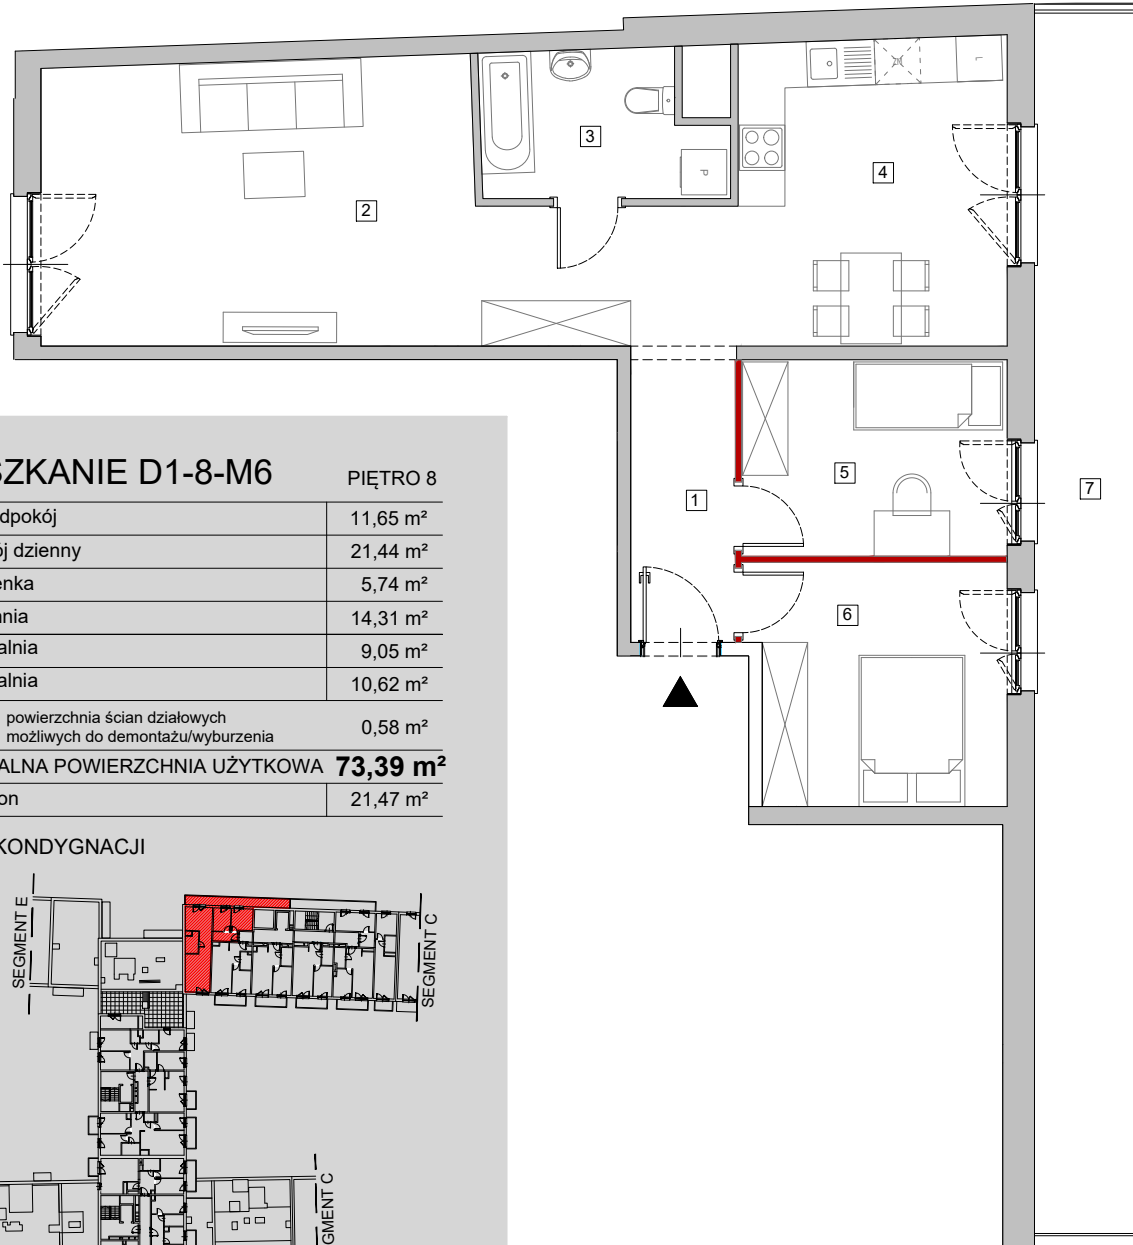 2
3
4
P
L
1
5
6
7
SZKANIE D1-8-M6 PIĘTRO 8
dpokój 11,65 m²
ój dzienny 21,44 m²
enka 5,74 m²
nnia 14,31 m²
alnia 9,05 m²
alnia 10,62 m²
powierzchnia ścian działowych
możliwych do demontażu/wyburzenia 0,58 m²
ALNA POWIERZCHNIA UŻYTKOWA 73,39 m²
on 21,47 m²
KONDYGNACJI
SEGMENT E
SEGMENT C
GMENT C